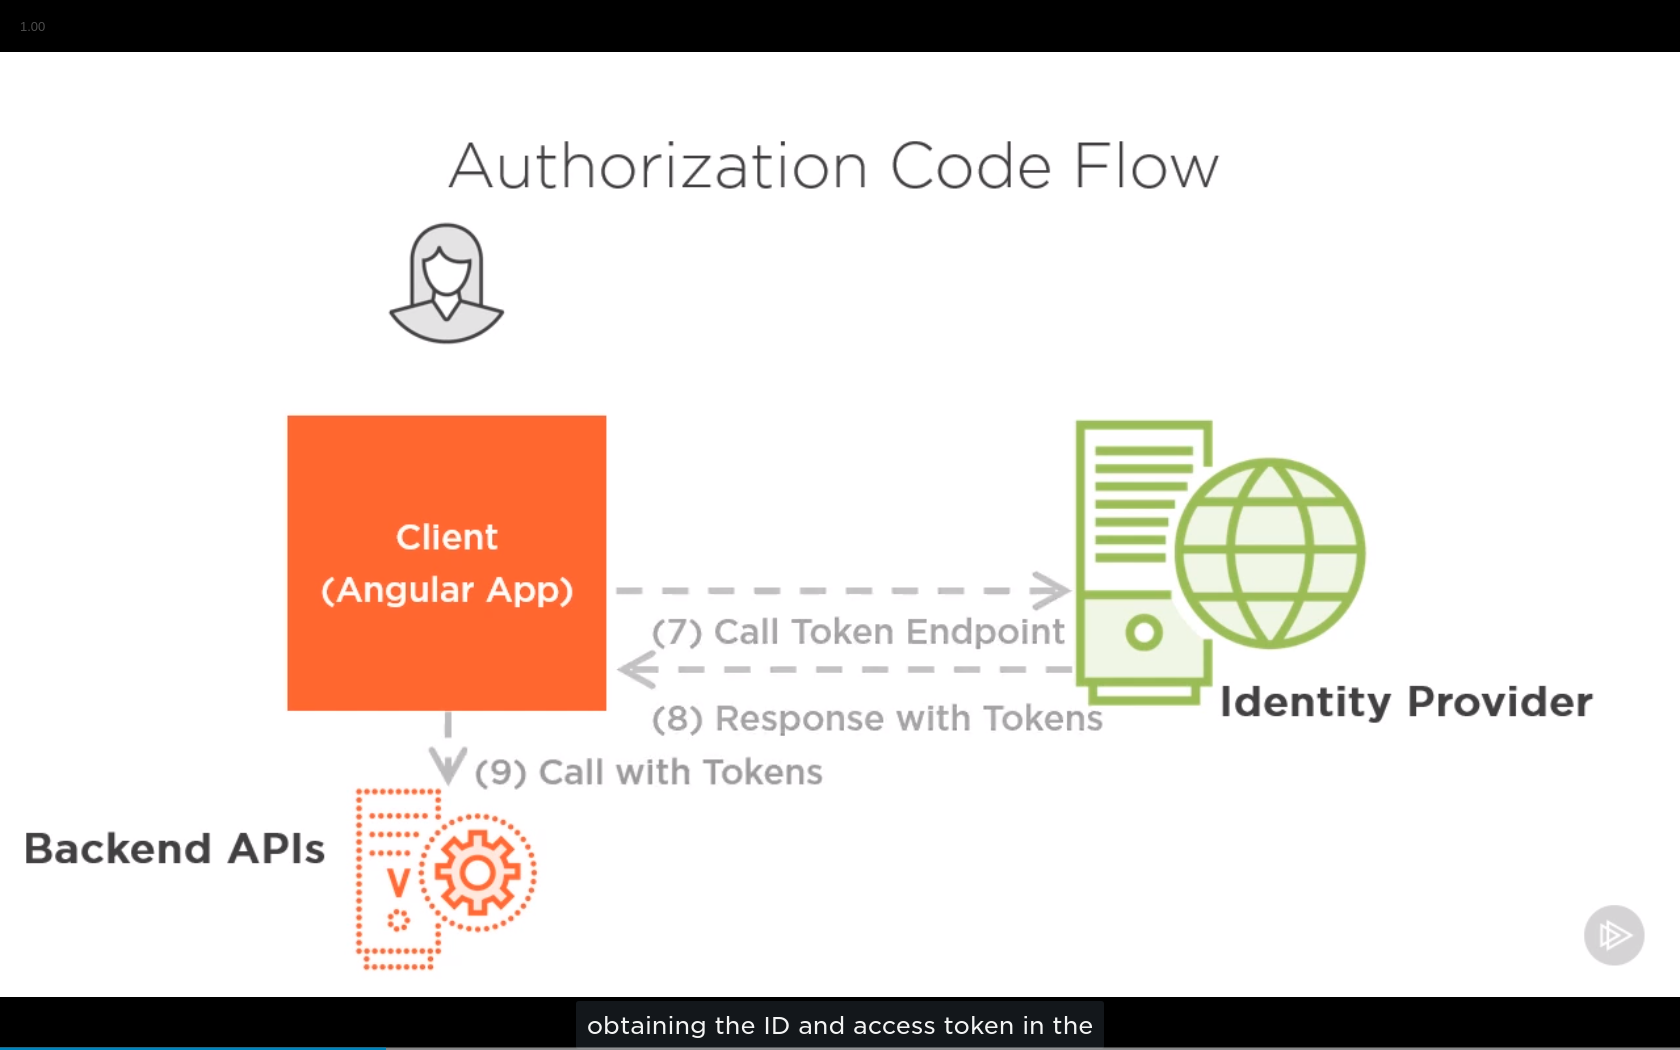 1.00
Authorization Code Flow
Client
(Angular App)
(7) Call Token Endpoint
(8) Response with Tokens
Identity Provider
(9) Call with Tokens
Backend APIs
obtaining the ID and access token in the